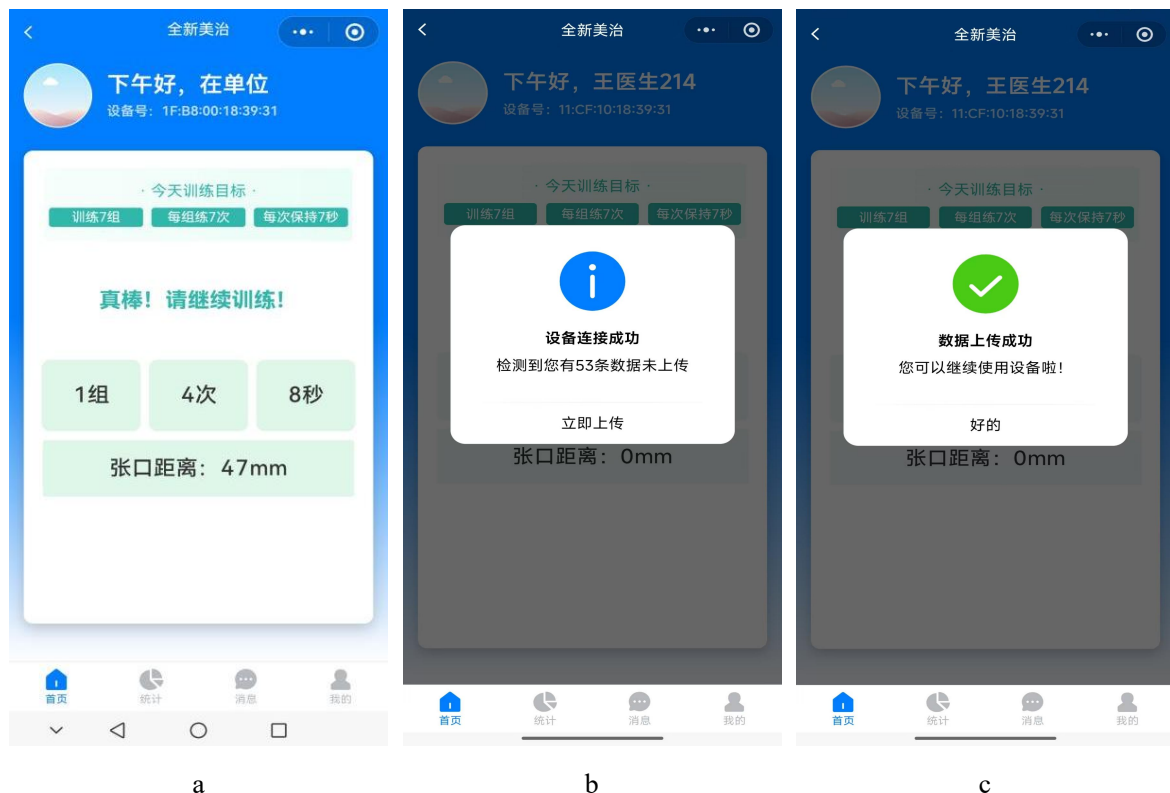 全新美治
下午好，在单位
设备号：1F:B8:00:18:39:31
· 今天训练目标 ·
训练7组 每组练7次 每次保持7秒
真棒！请继续训练！
1组 4次 8秒
张口距离：47mm
首页 统计 消息 我的
a
全新美治
下午好，王医生214
设备号：11:CF:10:18:39:31
· 今天训练目标 ·
训练7组 每组练7次 每次保持7秒
设备连接成功
检测到您有53条数据未上传
立即上传
张口距离：0mm
首页 统计 消息 我的
b
全新美治
下午好，王医生214
设备号：11:CF:10:18:39:31
· 今天训练目标 ·
训练7组 每组练7次 每次保持7秒
数据上传成功
您可以继续使用设备啦！
好的
张口距离：0mm
首页 统计 消息 我的
c